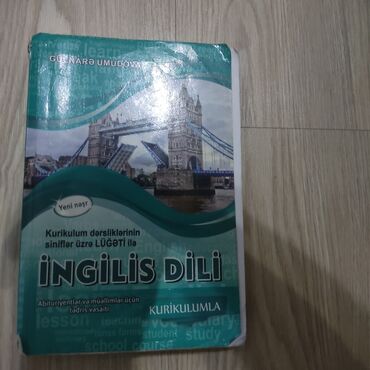 GÜLNARƏ UMUDOVA
Yeni nəşr
Kurikulum dərsliklərinin
siniflər üzrə LÜĞƏTİ ilə
İNGİLİS DİLİ
Abituriyentlər və müəllimlər üçün
tədris vəsaiti
KURİKULUMLA
lesson
student
study
school course